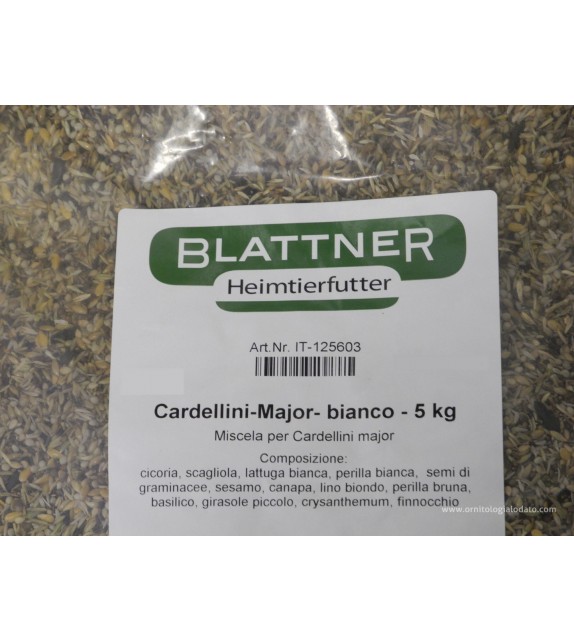 BLATTNER
Heimtierfutter
Art.Nr. IT-125603
Cardellini-Major- bianco - 5 kg
Miscela per Cardellini major
Composizione:
cicoria, scagliola, lattuga bianca, perilla bianca, semi di
graminacee, sesamo, canapa, lino biondo, perilla bruna,
basilico, girasole piccolo, crysanthemum, finnocchio
www.ornitologialodato.com